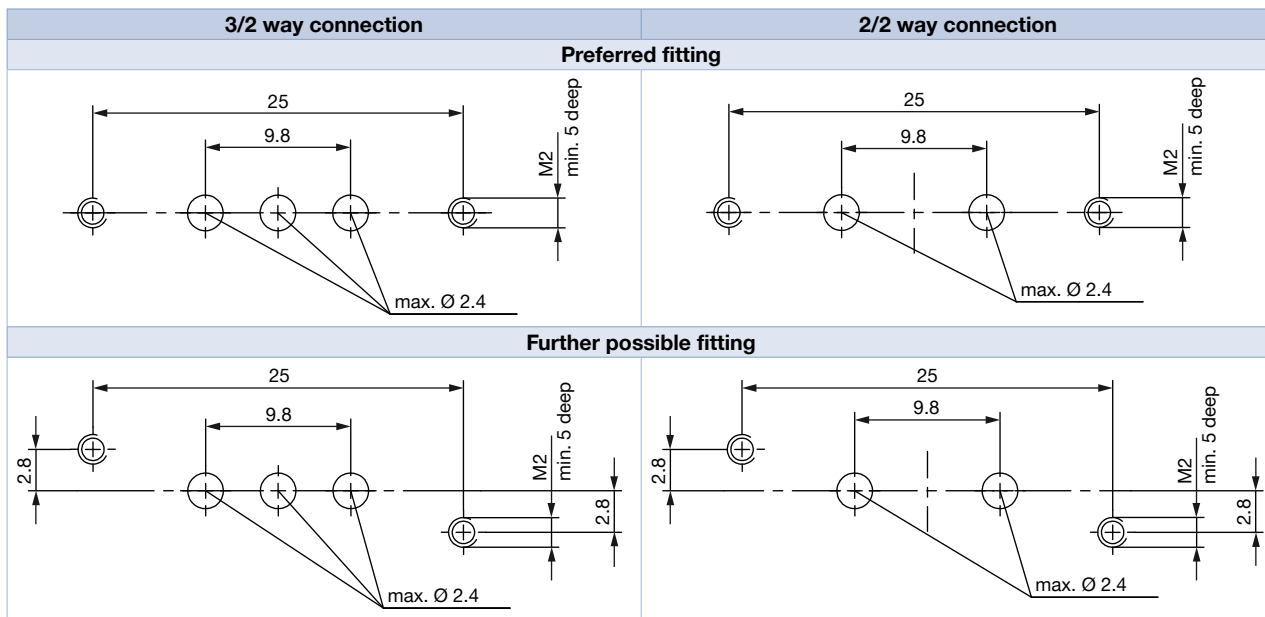 3/2 way connection
2/2 way connection
Preferred fitting
25
9.8
M2
min. 5 deep
max. Ø 2.4
25
9.8
M2
min. 5 deep
max. Ø 2.4
Further possible fitting
25
9.8
2.8
M2
min. 5 deep
2.8
max. Ø 2.4
25
9.8
2.8
M2
min. 5 deep
2.8
max. Ø 2.4